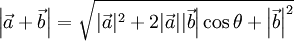 |a⃗ + b⃗| = √(|a⃗|² + 2|a⃗||b⃗| cos θ + |b⃗|²)